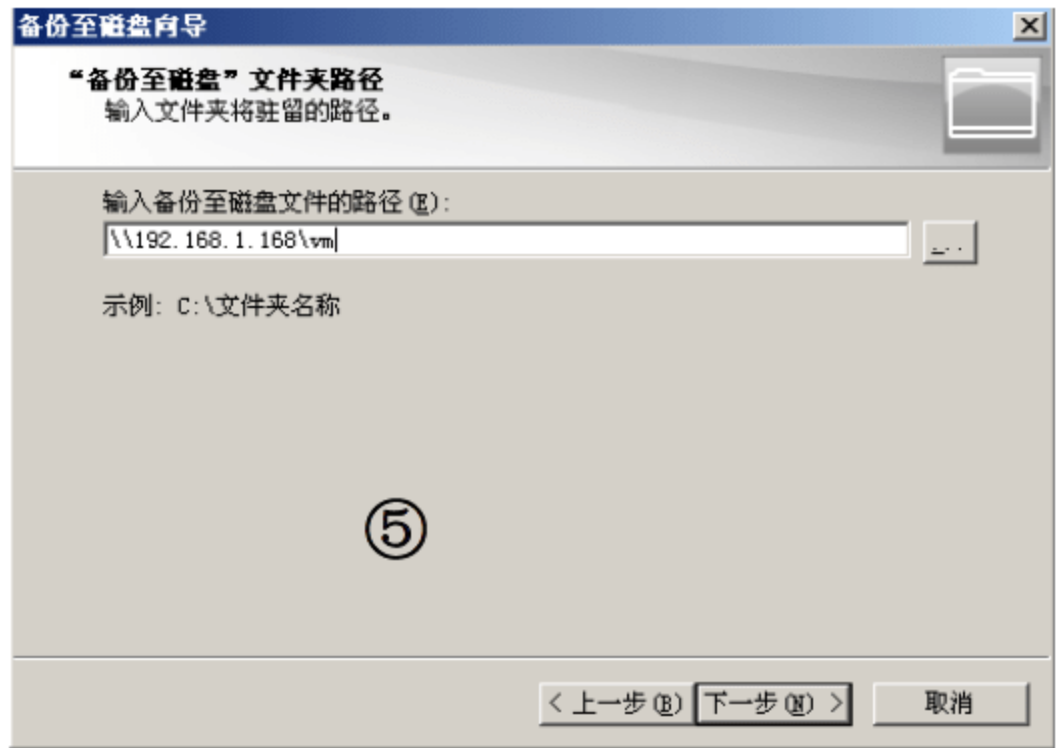 备份至磁盘向导
“备份至磁盘”文件夹路径
输入文件夹将驻留的路径。
输入备份至磁盘文件的路径(E):
\\192.168.1.168\vm
...
示例: C:\文件夹名称
⑤
< 上一步(B) 下一步(N) > 取消